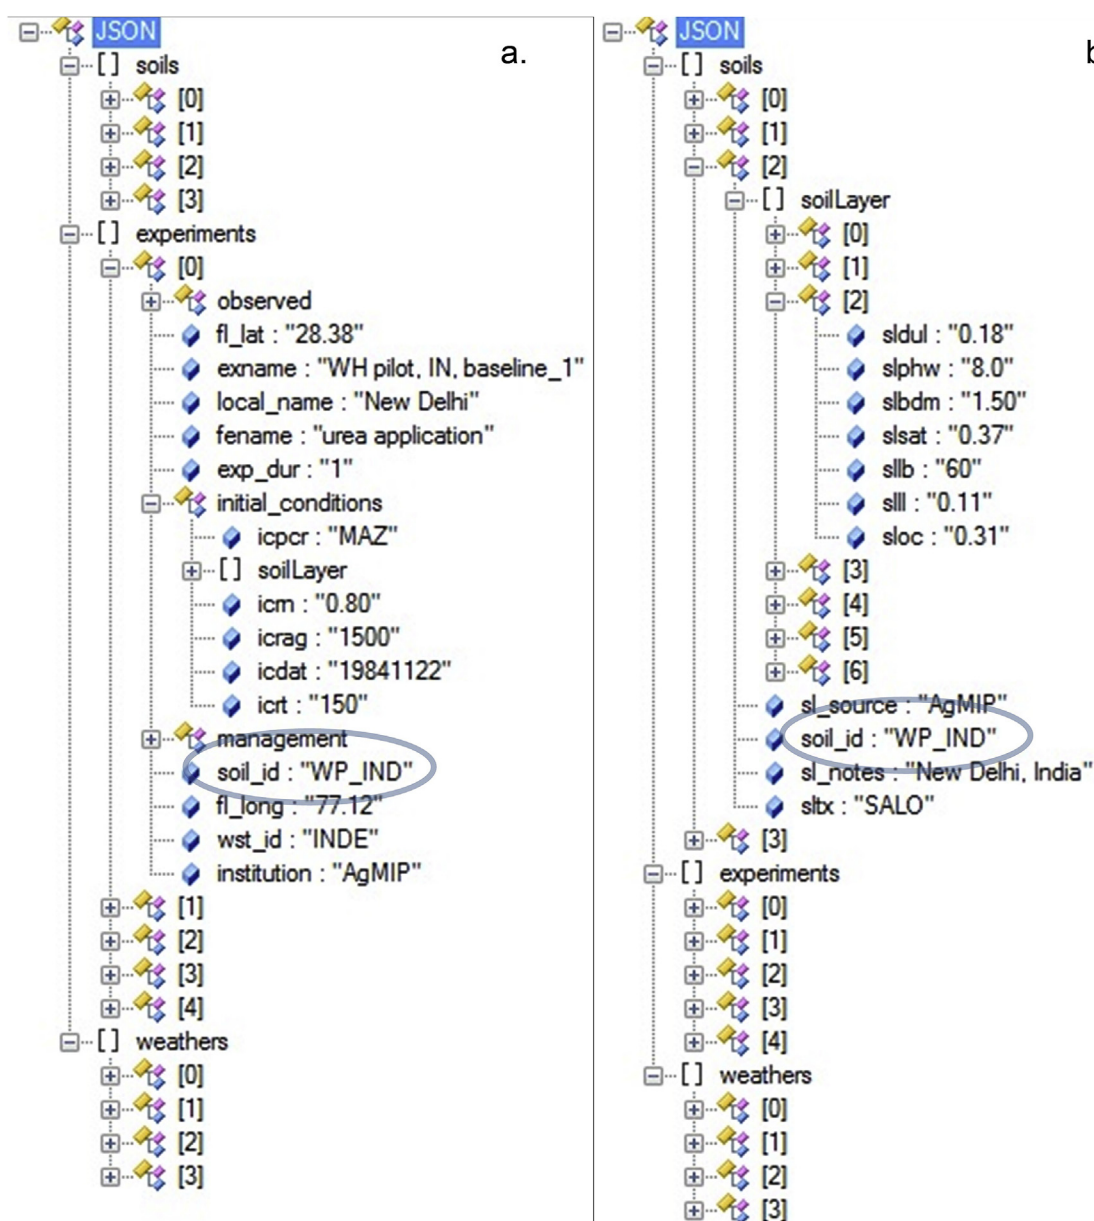 JSON
a.
[] soils
[0]
[1]
[2]
[3]
[] experiments
[0]
observed
fl_lat : "28.38"
exname : "WH pilot, IN, baseline_1"
local_name : "New Delhi"
fename : "urea application"
exp_dur : "1"
initial_conditions
icpcr : "MAZ"
[] soilLayer
icrn : "0.80"
icrag : "1500"
icdat : "19841122"
icrt : "150"
management
soil_id : "WP_IND"
fl_long : "77.12"
wst_id : "INDE"
institution : "AgMIP"
[1]
[2]
[3]
[4]
[] weathers
[0]
[1]
[2]
[3]
JSON
b
[] soils
[0]
[1]
[2]
[] soilLayer
[0]
[1]
[2]
sldul : "0.18"
slphw : "8.0"
slbdm : "1.50"
slsat : "0.37"
sllb : "60"
slll : "0.11"
sloc : "0.31"
[3]
[4]
[5]
[6]
sl_source : "AgMIP"
soil_id : "WP_IND"
sl_notes : "New Delhi, India"
sltx : "SALO"
[3]
[] experiments
[0]
[1]
[2]
[3]
[4]
[] weathers
[0]
[1]
[2]
[3]